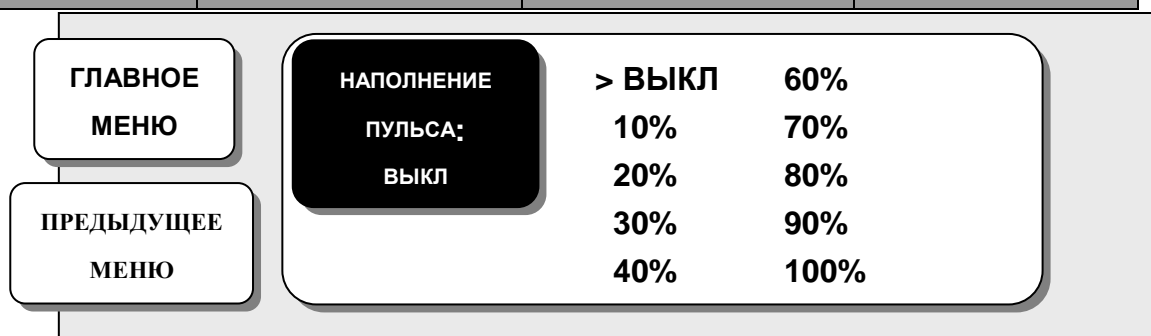 ГЛАВНОЕ
МЕНЮ
ПРЕДЫДУЩЕЕ
МЕНЮ
НАПОЛНЕНИЕ
ПУЛЬСА:
ВЫКЛ
> ВЫКЛ 60%
10% 70%
20% 80%
30% 90%
40% 100%